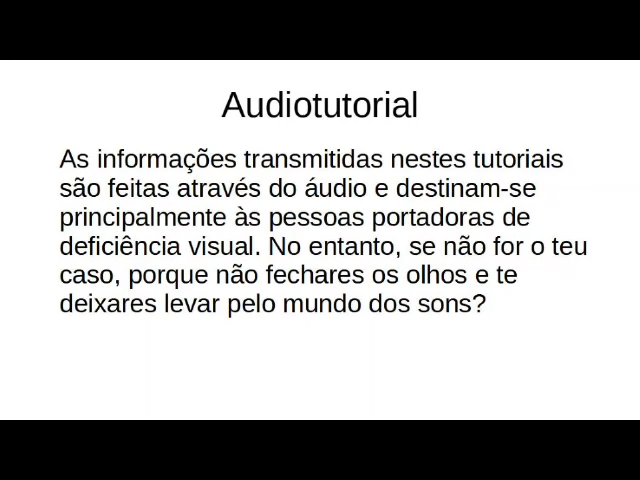 Audiotutorial
As informações transmitidas nestes tutoriais
são feitas através do áudio e destinam-se
principalmente às pessoas portadoras de
deficiência visual. No entanto, se não for o teu
caso, porque não fechares os olhos e te
deixares levar pelo mundo dos sons?